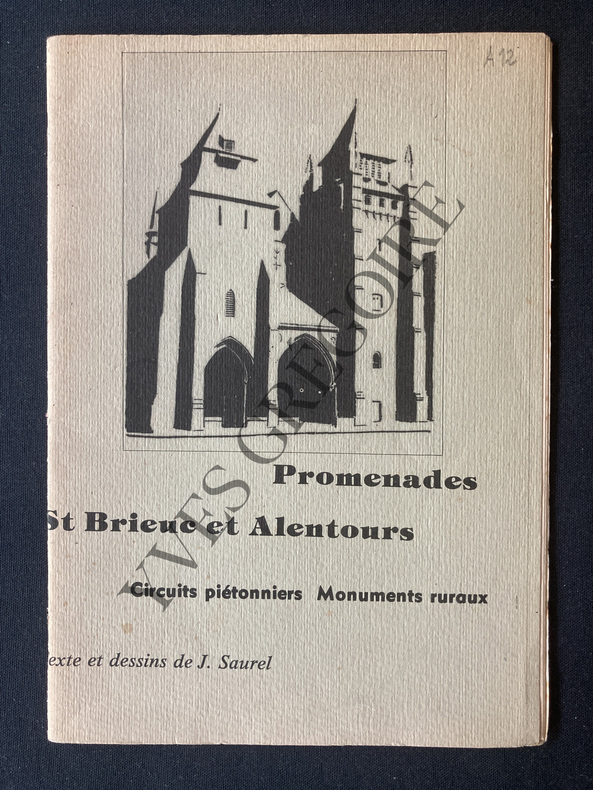 A12
Promenades
St Brieuc et Alentours
Circuits piétonniers Monuments ruraux
exte et dessins de J. Saurel
YVES GREGOIRE